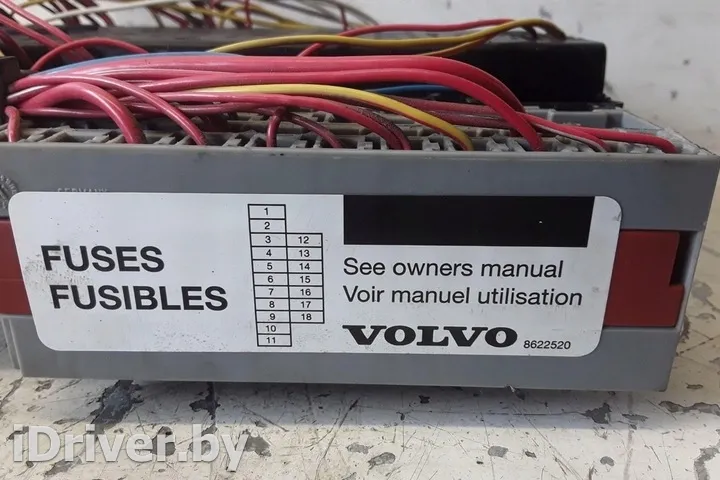 GERMANY
FUSES
FUSIBLES
1
2
3 12
4 13
5 14
6 15
7 16
8 17
9 18
10
11
See owners manual
Voir manuel utilisation
VOLVO 8622520
iDriver.by